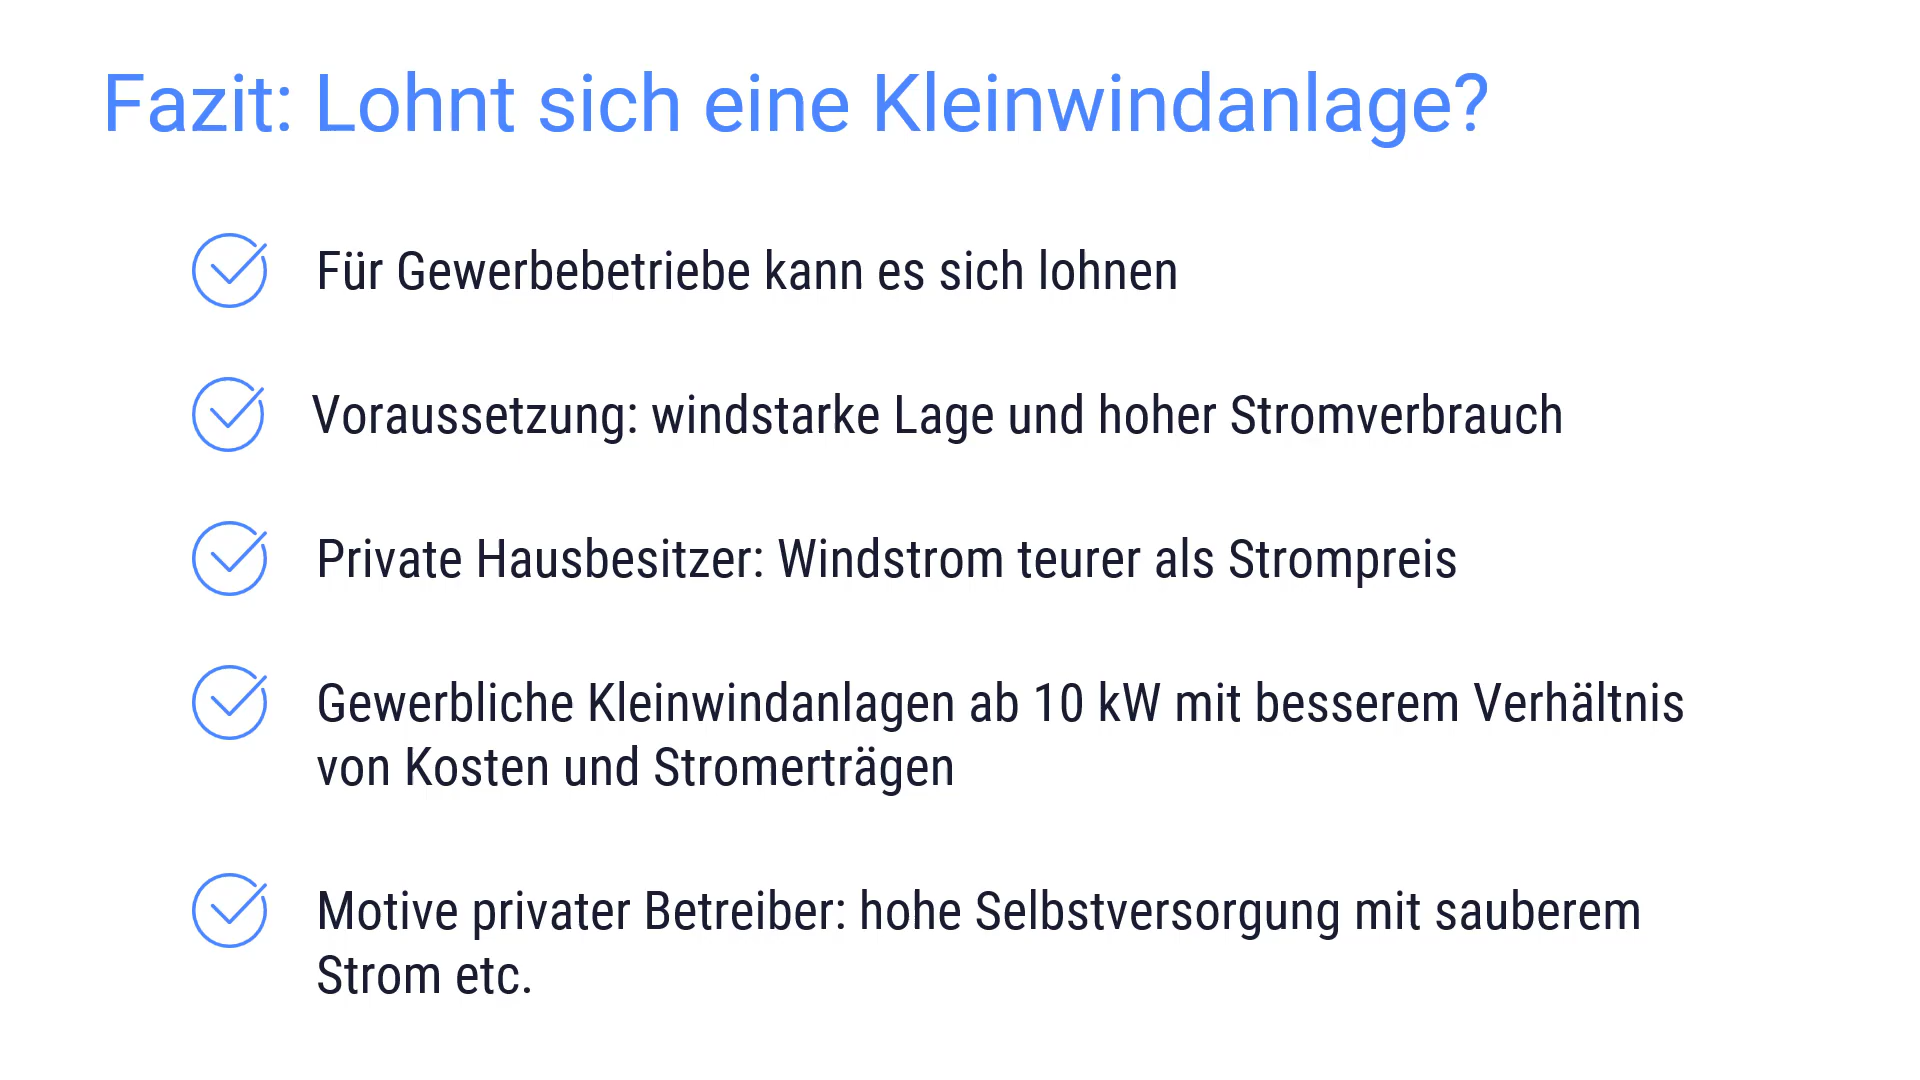 Fazit: Lohnt sich eine Kleinwindanlage?
Für Gewerbebetriebe kann es sich lohnen
Voraussetzung: windstarke Lage und hoher Stromverbrauch
Private Hausbesitzer: Windstrom teurer als Strompreis
Gewerbliche Kleinwindanlagen ab 10 kW mit besserem Verhältnis
von Kosten und Stromerträgen
Motive privater Betreiber: hohe Selbstversorgung mit sauberem
Strom etc.